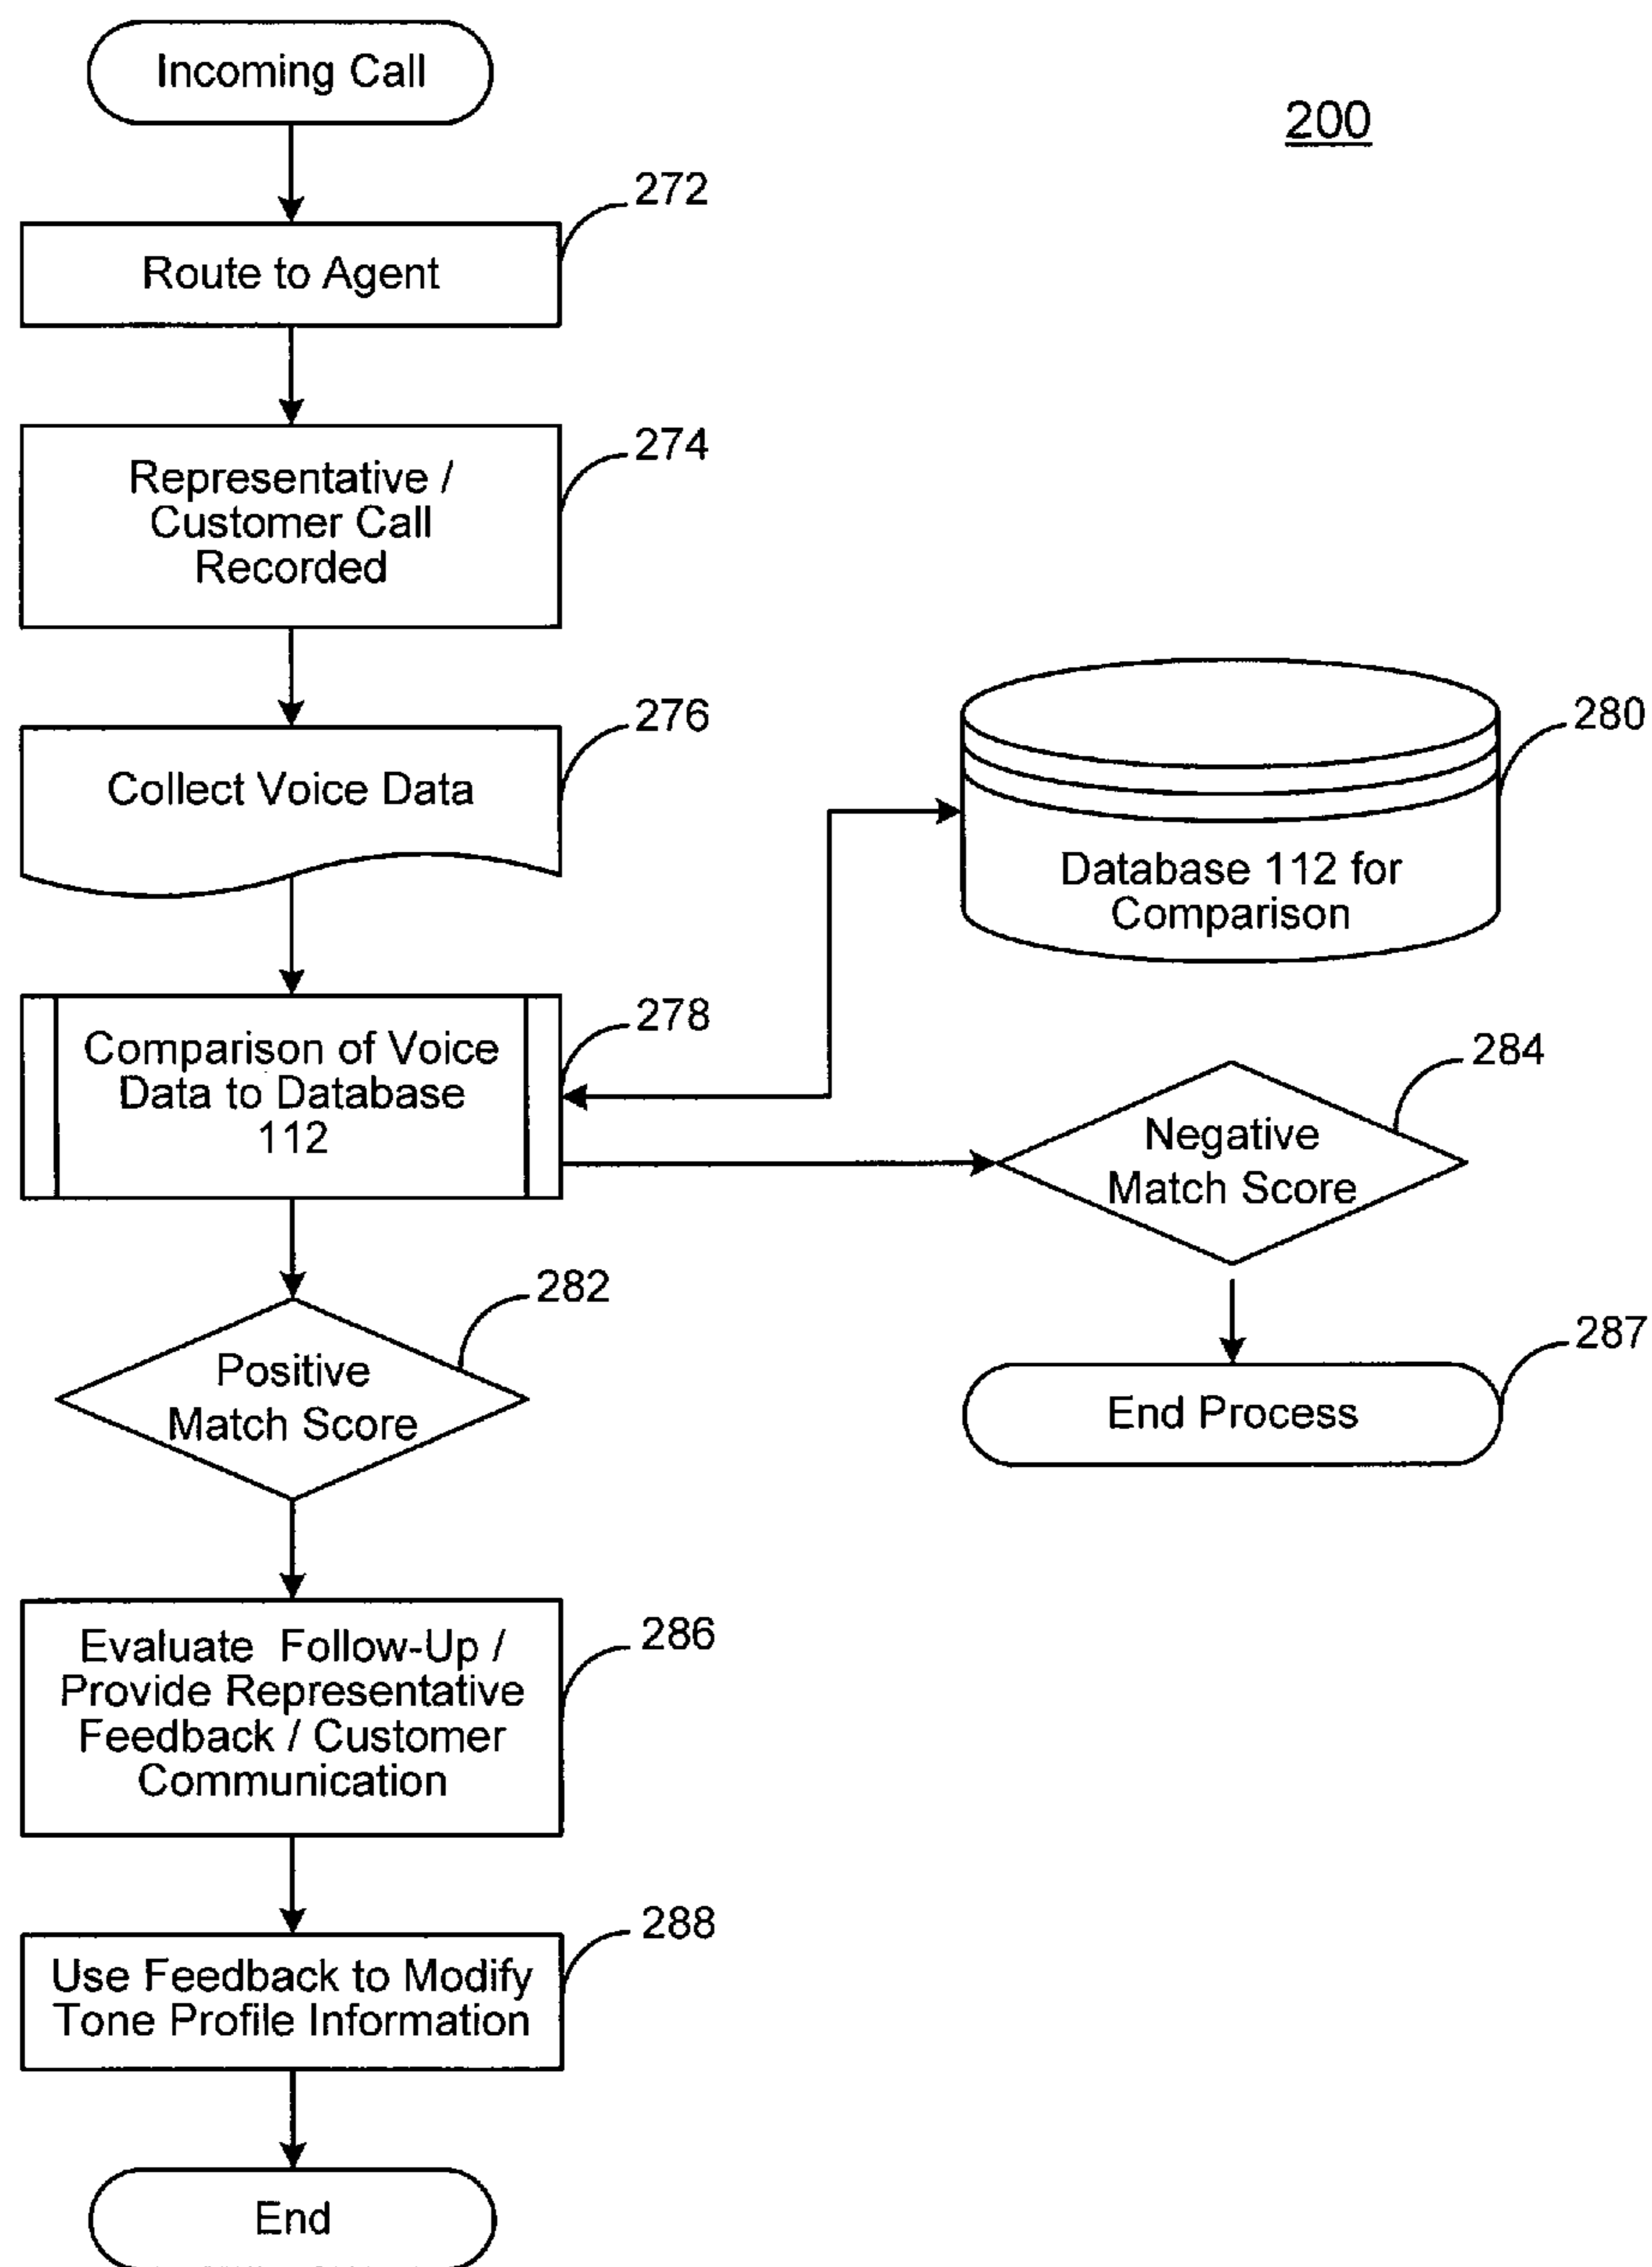 Incoming Call
200
272
Route to Agent
274
Representative /
Customer Call
Recorded
276
Collect Voice Data
280
Database 112 for
Comparison
278
Comparison of Voice
Data to Database
112
284
Negative
Match Score
282
Positive
Match Score
287
End Process
286
Evaluate Follow-Up /
Provide Representative
Feedback / Customer
Communication
288
Use Feedback to Modify
Tone Profile Information
End